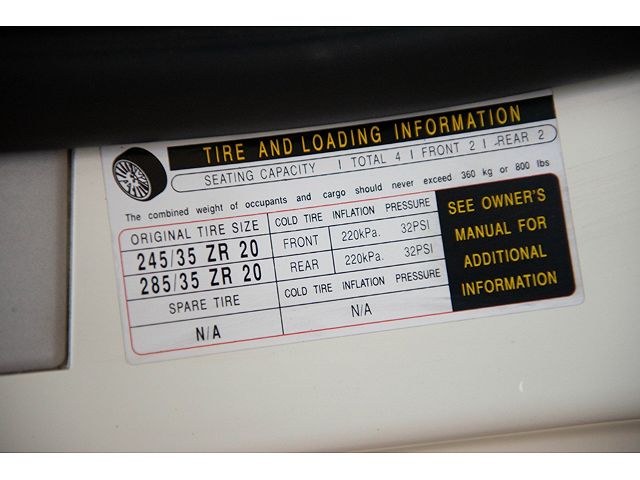 TIRE AND LOADING INFORMATION
SEATING CAPACITY | TOTAL 4 | FRONT 2 | REAR 2
The combined weight of occupants and cargo should never exceed 360 kg or 800 lbs
ORIGINAL TIRE SIZE
245/35 ZR 20
285/35 ZR 20
COLD TIRE INFLATION PRESSURE
FRONT 220kPa. 32PSI
REAR 220kPa. 32PSI
SPARE TIRE
N/A
COLD TIRE INFLATION PRESSURE
N/A
SEE OWNER'S
MANUAL FOR
ADDITIONAL
INFORMATION